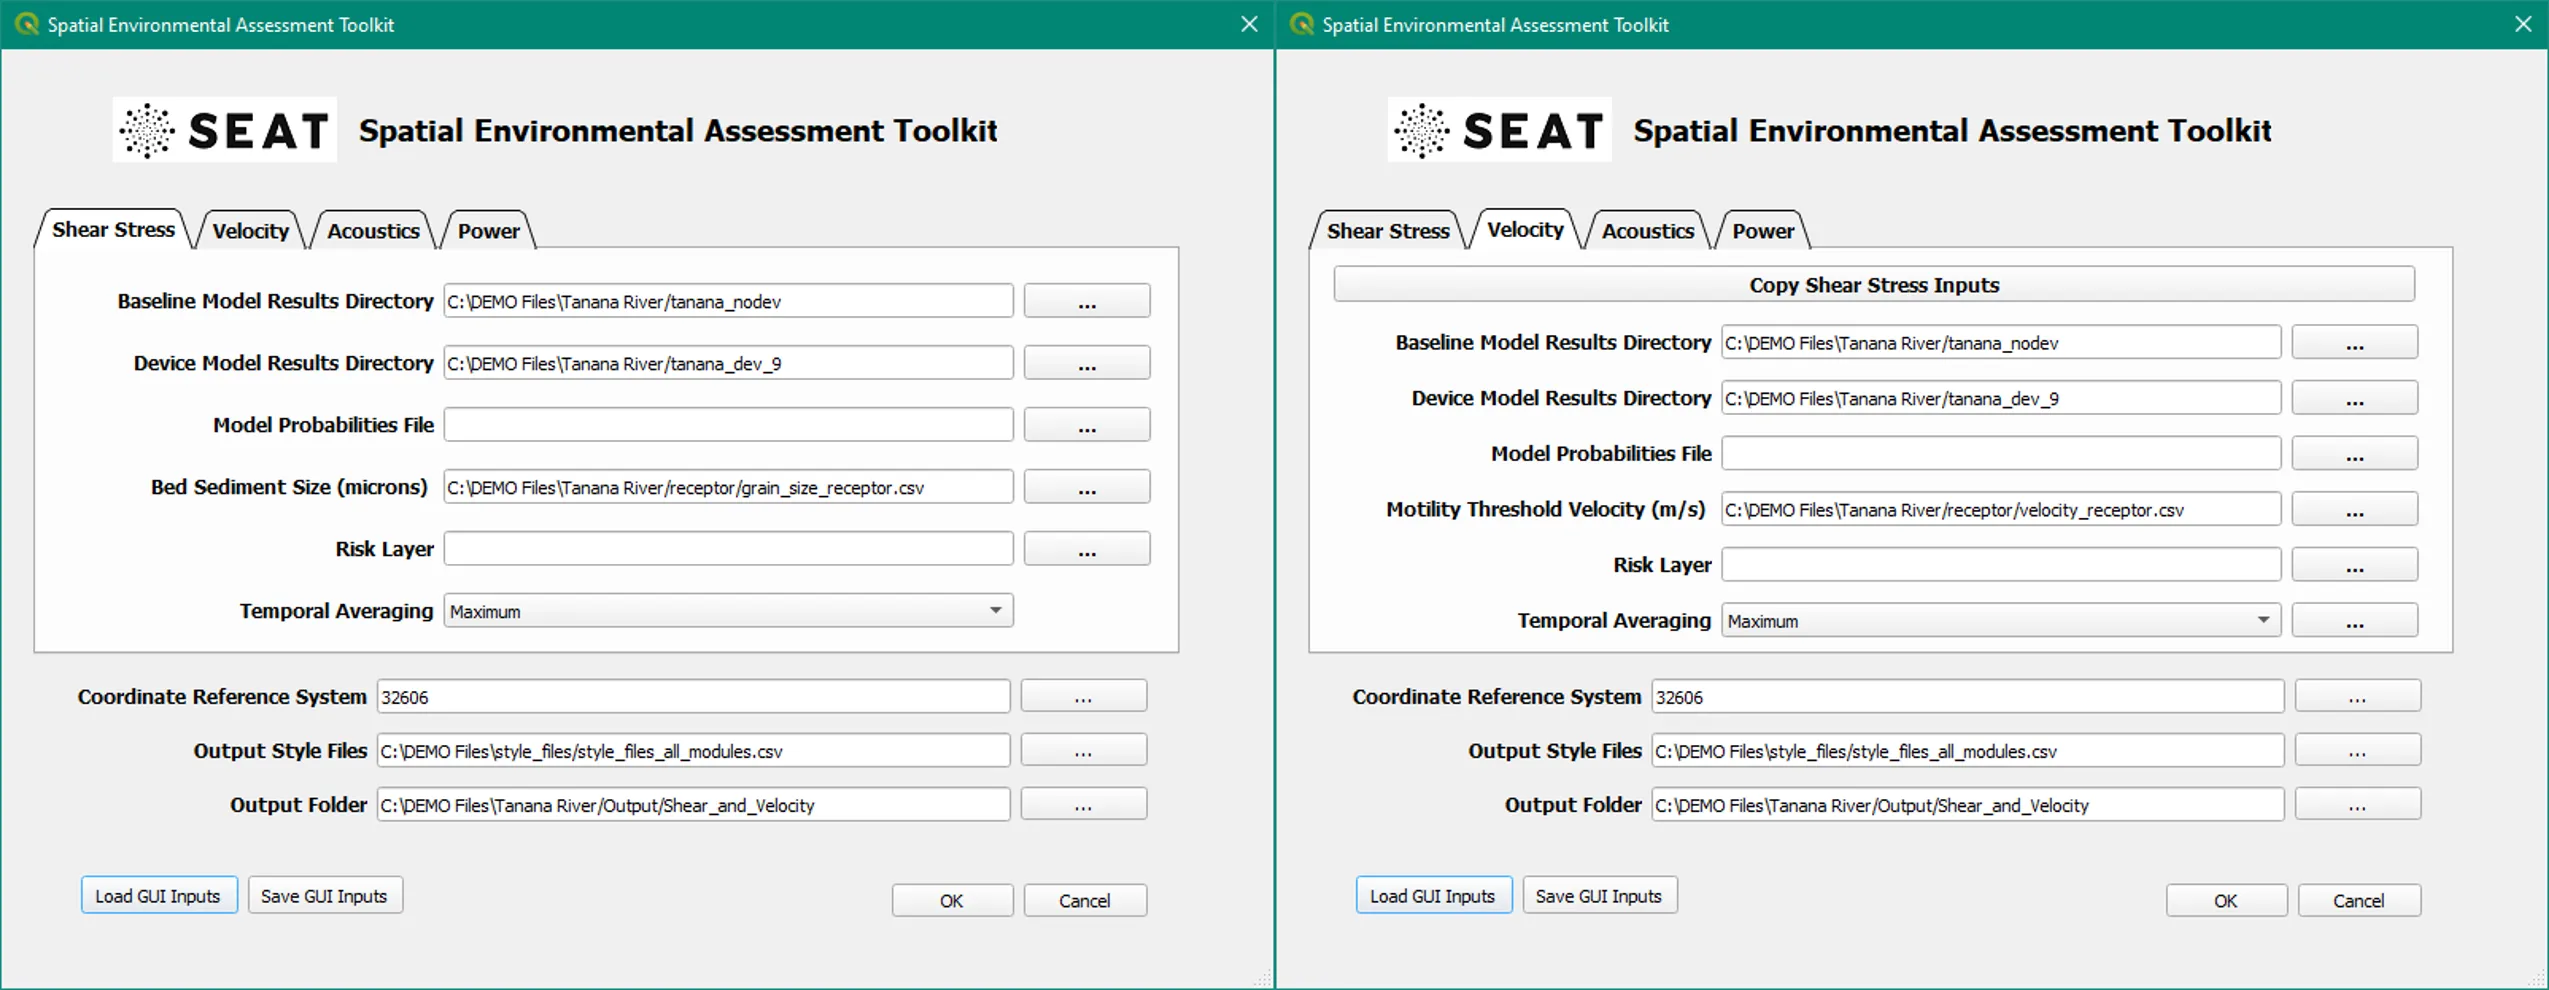 Spatial Environmental Assessment Toolkit
SEAT Spatial Environmental Assessment Toolkit
Shear Stress Velocity Acoustics Power
Baseline Model Results Directory C:\DEMO Files\Tanana River/tanana_nodev ...
Device Model Results Directory C:\DEMO Files\Tanana River/tanana_dev_9 ...
Model Probabilities File ...
Bed Sediment Size (microns) C:\DEMO Files\Tanana River/receptor/grain_size_receptor.csv ...
Risk Layer ...
Temporal Averaging Maximum
Coordinate Reference System 32606 ...
Output Style Files C:\DEMO Files\style_files/style_files_all_modules.csv ...
Output Folder C:\DEMO Files\Tanana River/Output/Shear_and_Velocity ...
Load GUI Inputs Save GUI Inputs OK Cancel
Spatial Environmental Assessment Toolkit
SEAT Spatial Environmental Assessment Toolkit
Shear Stress Velocity Acoustics Power
Copy Shear Stress Inputs
Baseline Model Results Directory C:\DEMO Files\Tanana River/tanana_nodev ...
Device Model Results Directory C:\DEMO Files\Tanana River/tanana_dev_9 ...
Model Probabilities File ...
Motility Threshold Velocity (m/s) C:\DEMO Files\Tanana River/receptor/velocity_receptor.csv ...
Risk Layer ...
Temporal Averaging Maximum ...
Coordinate Reference System 32606 ...
Output Style Files C:\DEMO Files\style_files/style_files_all_modules.csv ...
Output Folder C:\DEMO Files\Tanana River/Output/Shear_and_Velocity ...
Load GUI Inputs Save GUI Inputs OK Cancel